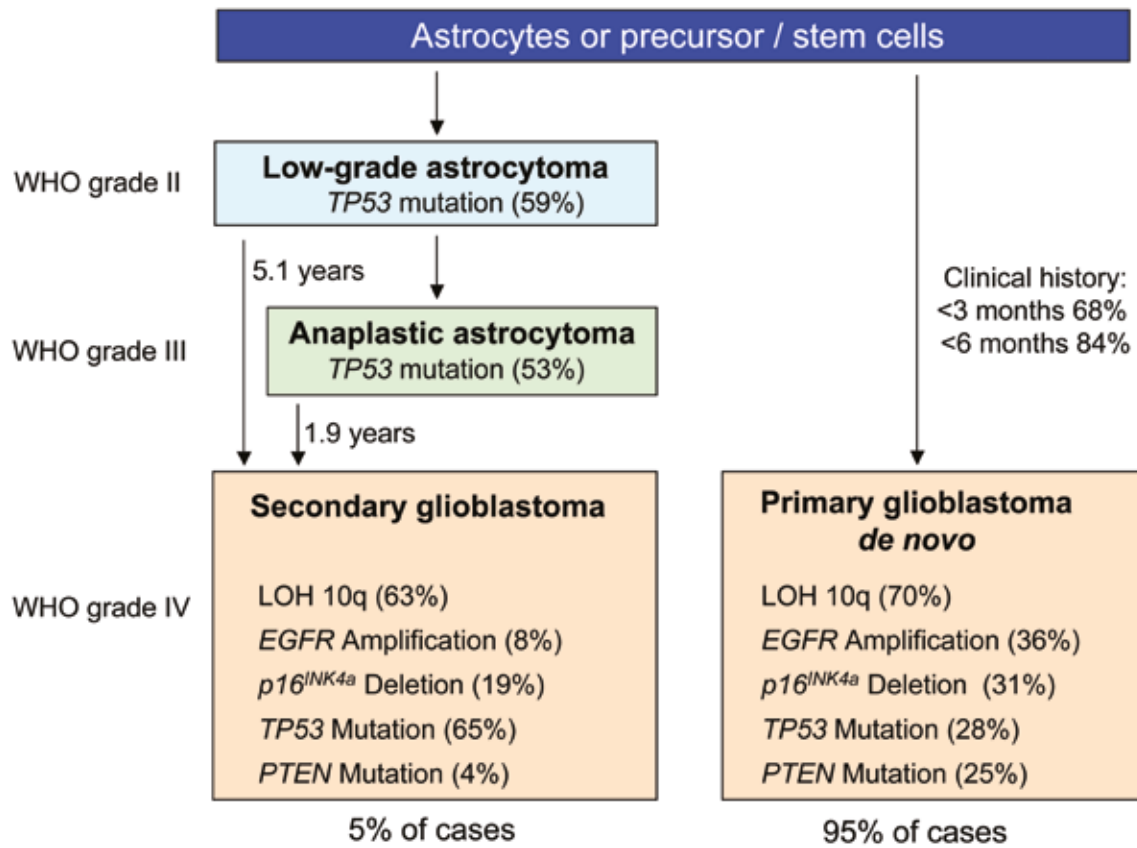 Astrocytes or precursor / stem cells
WHO grade II
Low-grade astrocytoma
TP53 mutation (59%)
5.1 years
WHO grade III
Anaplastic astrocytoma
TP53 mutation (53%)
1.9 years
Clinical history:
<3 months 68%
<6 months 84%
WHO grade IV
Secondary glioblastoma
LOH 10q (63%)
EGFR Amplification (8%)
p16INK4a Deletion (19%)
TP53 Mutation (65%)
PTEN Mutation (4%)
5% of cases
Primary glioblastoma
de novo
LOH 10q (70%)
EGFR Amplification (36%)
p16INK4a Deletion (31%)
TP53 Mutation (28%)
PTEN Mutation (25%)
95% of cases